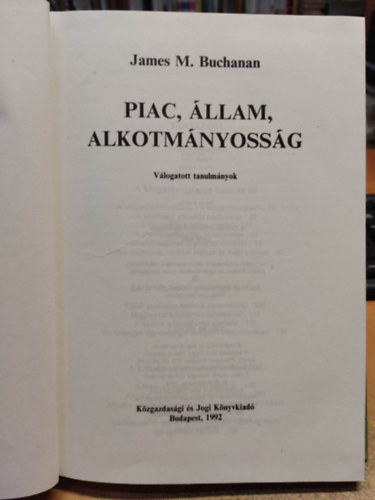 James M. Buchanan
PIAC, ÁLLAM,
ALKOTMÁNYOSSÁG
Válogatott tanulmányok
Közgazdasági és Jogi Könyvkiadó
Budapest, 1992